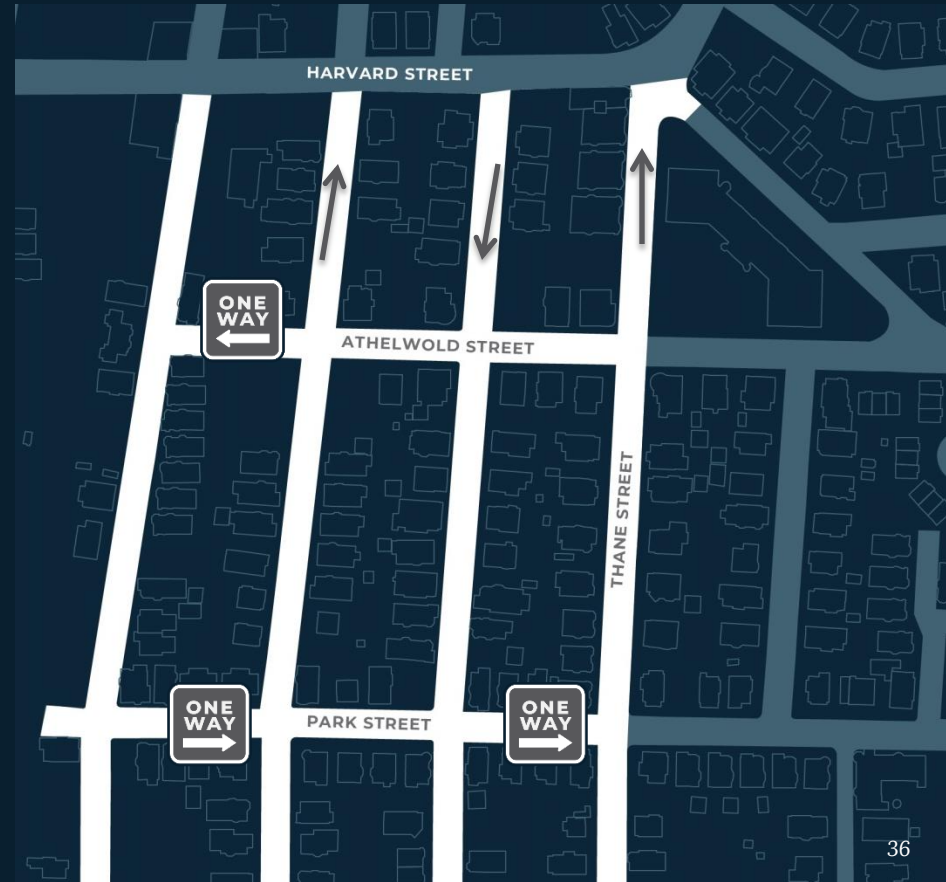 HARVARD STREET
ONE
WAY
ATHELWOLD STREET
THANE STREET
ONE
WAY
PARK STREET
ONE
WAY
36